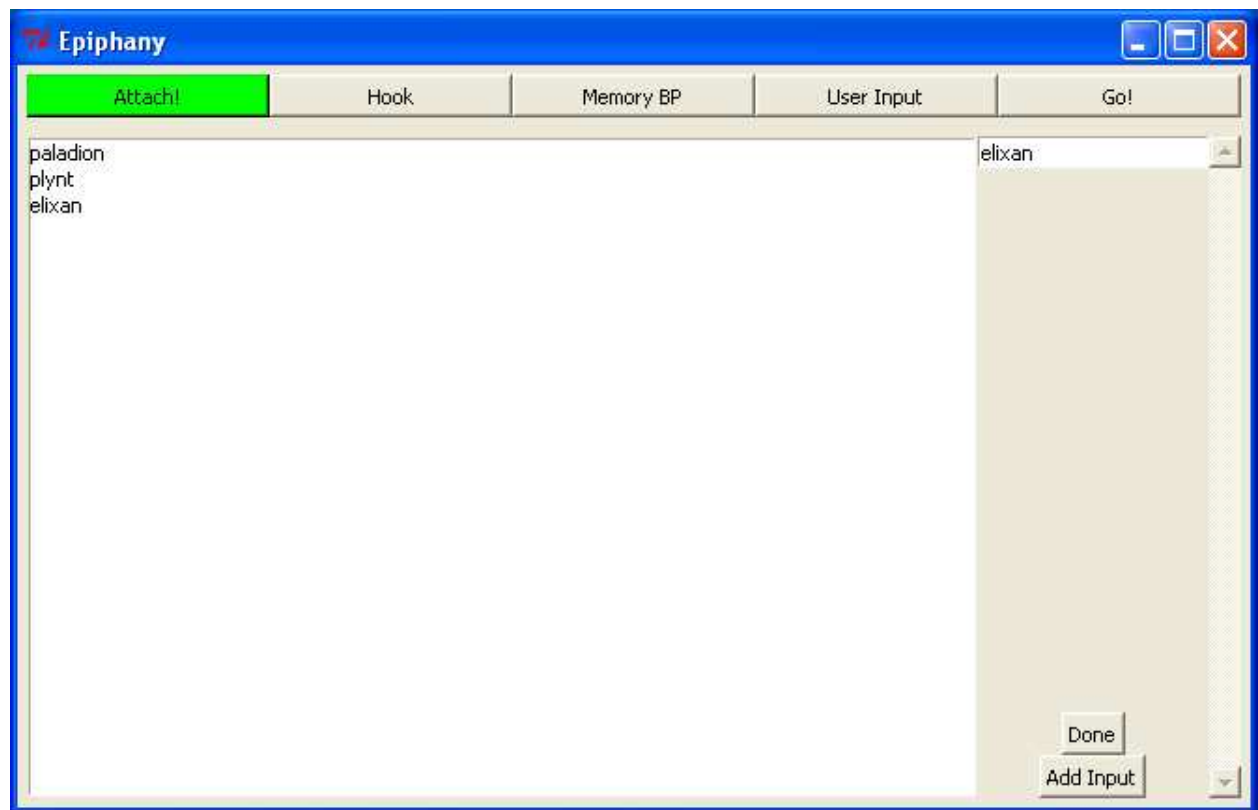 Epiphany
Attach! Hook Memory BP User Input Go!
paladion
plynt
elixan
elixan
Done
Add Input